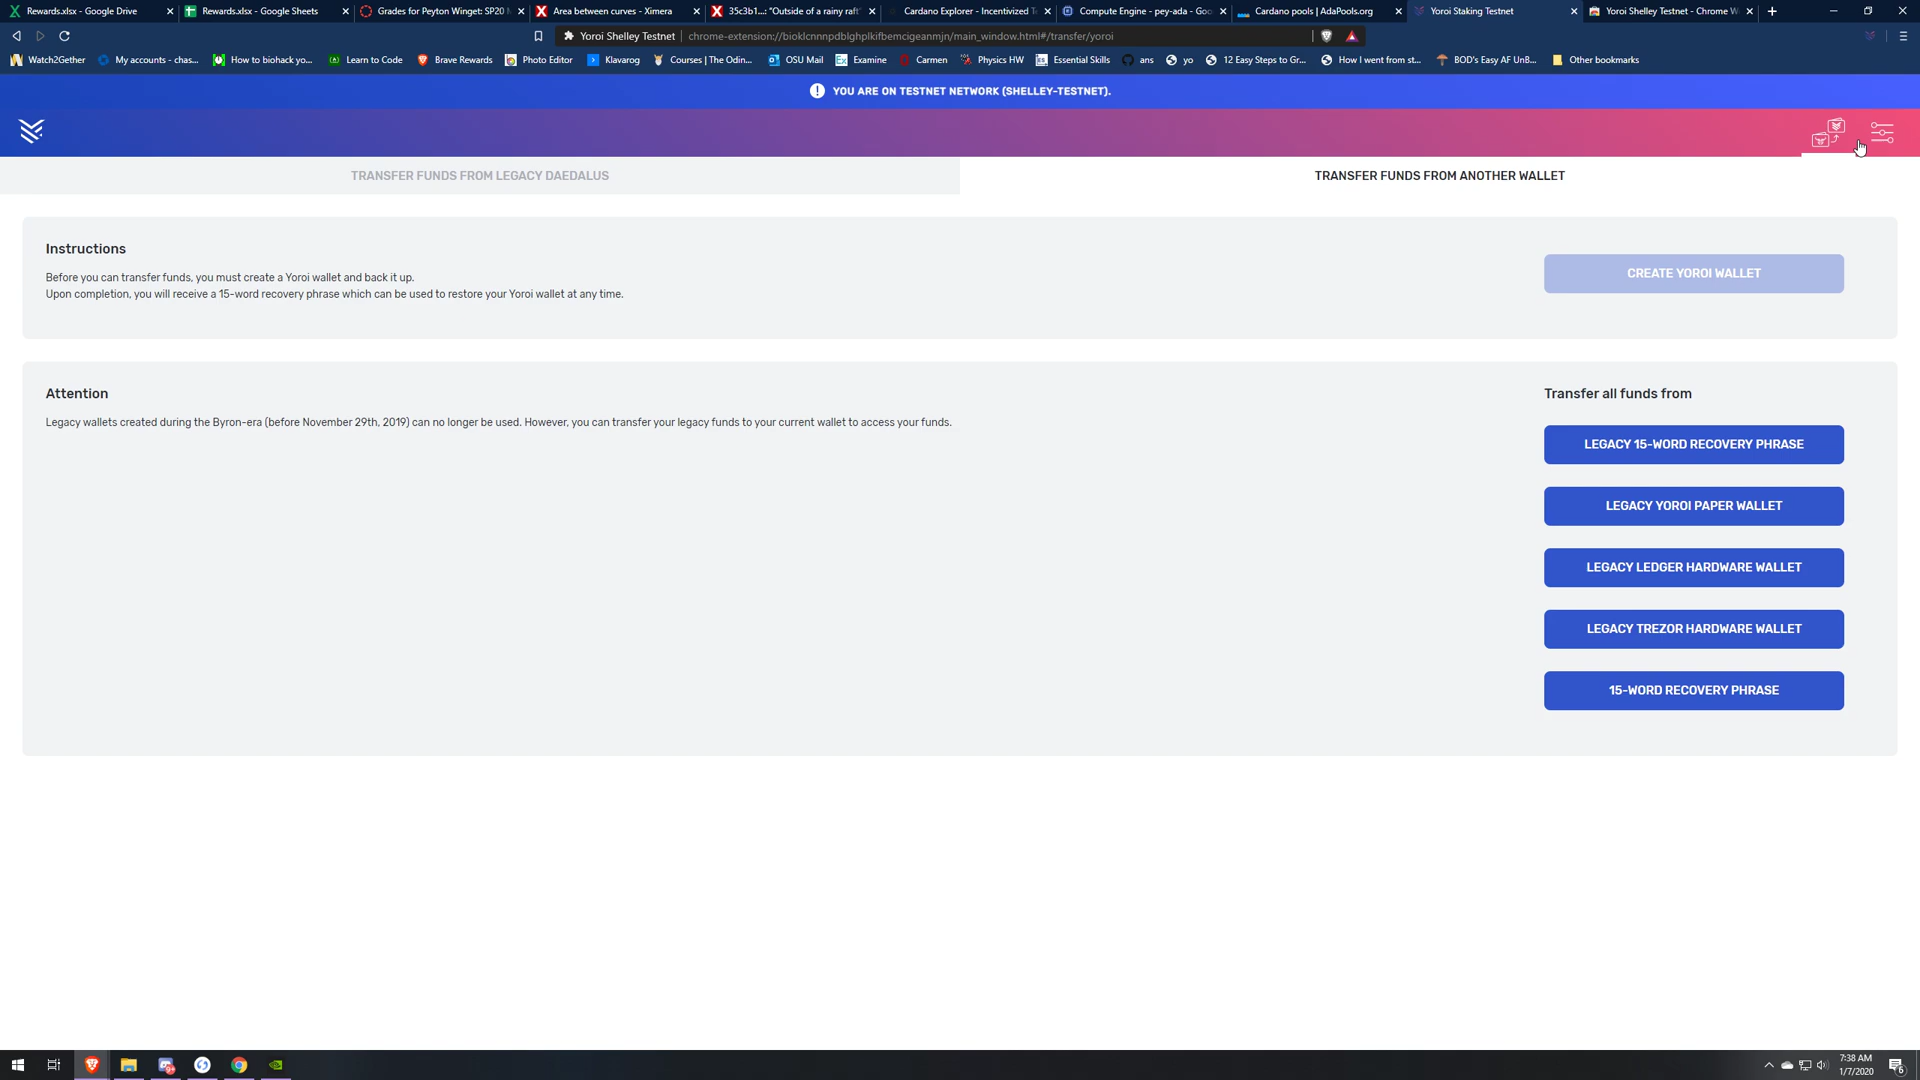 Rewards.xlsx - Google Drive
Rewards.xlsx - Google Sheets
Grades for Peyton Winget: SP20 M
Area between curves - Ximera
35c3b1...: "Outside of a rainy raft"
Cardano Explorer - Incentivized Te
Compute Engine - pey-ada - Goo
Cardano pools | AdaPools.org
Yoroi Staking Testnet
Yoroi Shelley Testnet - Chrome W
Yoroi Shelley Testnet
chrome-extension://bioklcnnnpdblghplkifbemcigeanmjn/main_window.html#/transfer/yoroi
Watch2Gether
My accounts - chas...
How to biohack yo...
Learn to Code
Brave Rewards
Photo Editor
Klavarog
Courses | The Odin...
OSU Mail
Examine
Carmen
Physics HW
Essential Skills
ans
yo
12 Easy Steps to Gr...
How I went from st...
BOD's Easy AF UnB...
Other bookmarks
YOU ARE ON TESTNET NETWORK (SHELLEY-TESTNET).
TRANSFER FUNDS FROM LEGACY DAEDALUS
TRANSFER FUNDS FROM ANOTHER WALLET
Instructions
Before you can transfer funds, you must create a Yoroi wallet and back it up.
Upon completion, you will receive a 15-word recovery phrase which can be used to restore your Yoroi wallet at any time.
CREATE YOROI WALLET
Attention
Legacy wallets created during the Byron-era (before November 29th, 2019) can no longer be used. However, you can transfer your legacy funds to your current wallet to access your funds.
Transfer all funds from
LEGACY 15-WORD RECOVERY PHRASE
LEGACY YOROI PAPER WALLET
LEGACY LEDGER HARDWARE WALLET
LEGACY TREZOR HARDWARE WALLET
15-WORD RECOVERY PHRASE
7:38 AM
1/7/2020